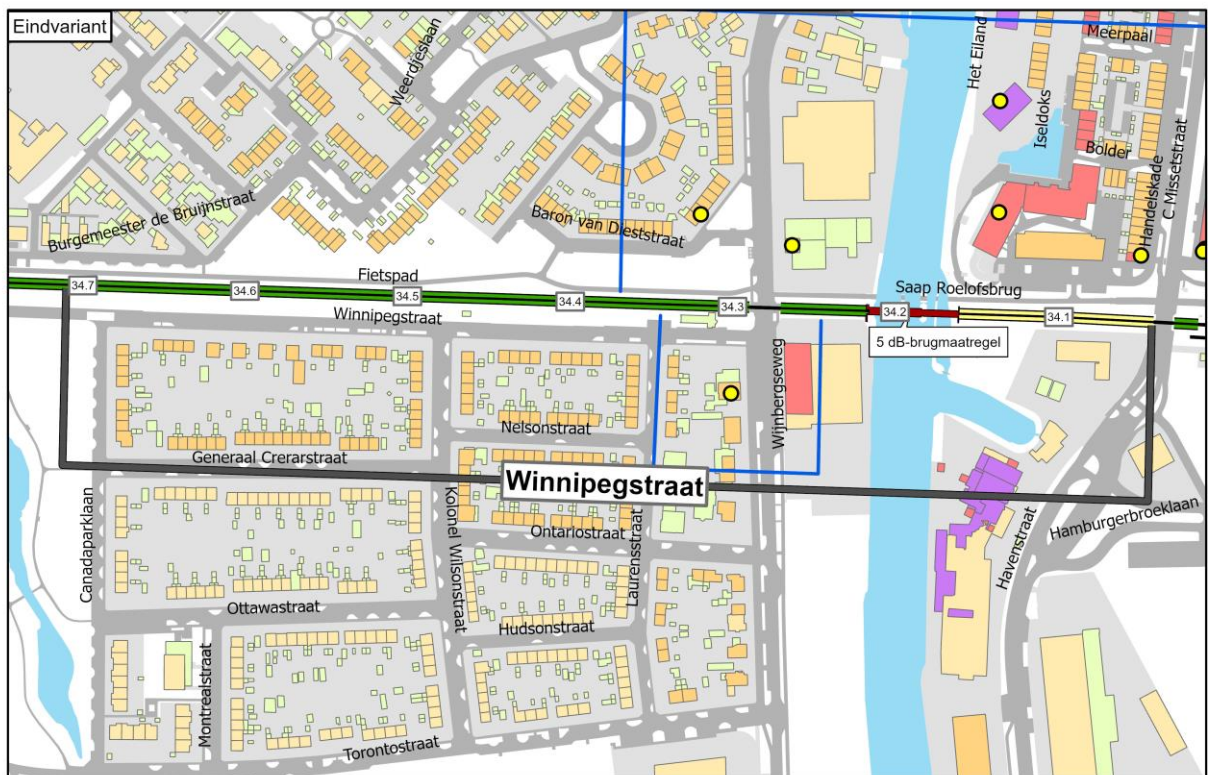 Eindvariant
Meerpaal
Het Eiland
Weerdjeslaan
Iseldoks
Bolder
Handelskade
C Missetstraat
Burgemeester de Bruijnstraat
Baron van Dieststraat
Fietspad
Saap Roelofsbrug
34.7
34.6
34.5
34.4
34.3
34.2
34.1
Winnipegstraat
5 dB-brugmaatregel
Wijnbergseweg
Nelsonstraat
Generaal Crerarstraat
Winnipegstraat
Canadaparklaan
Kolonel Wilsonstraat
Ontariostraat
Laurensstraat
Havenstraat
Hamburgerbroeklaan
Ottawastraat
Hudsonstraat
Montrealstraat
Torontostraat